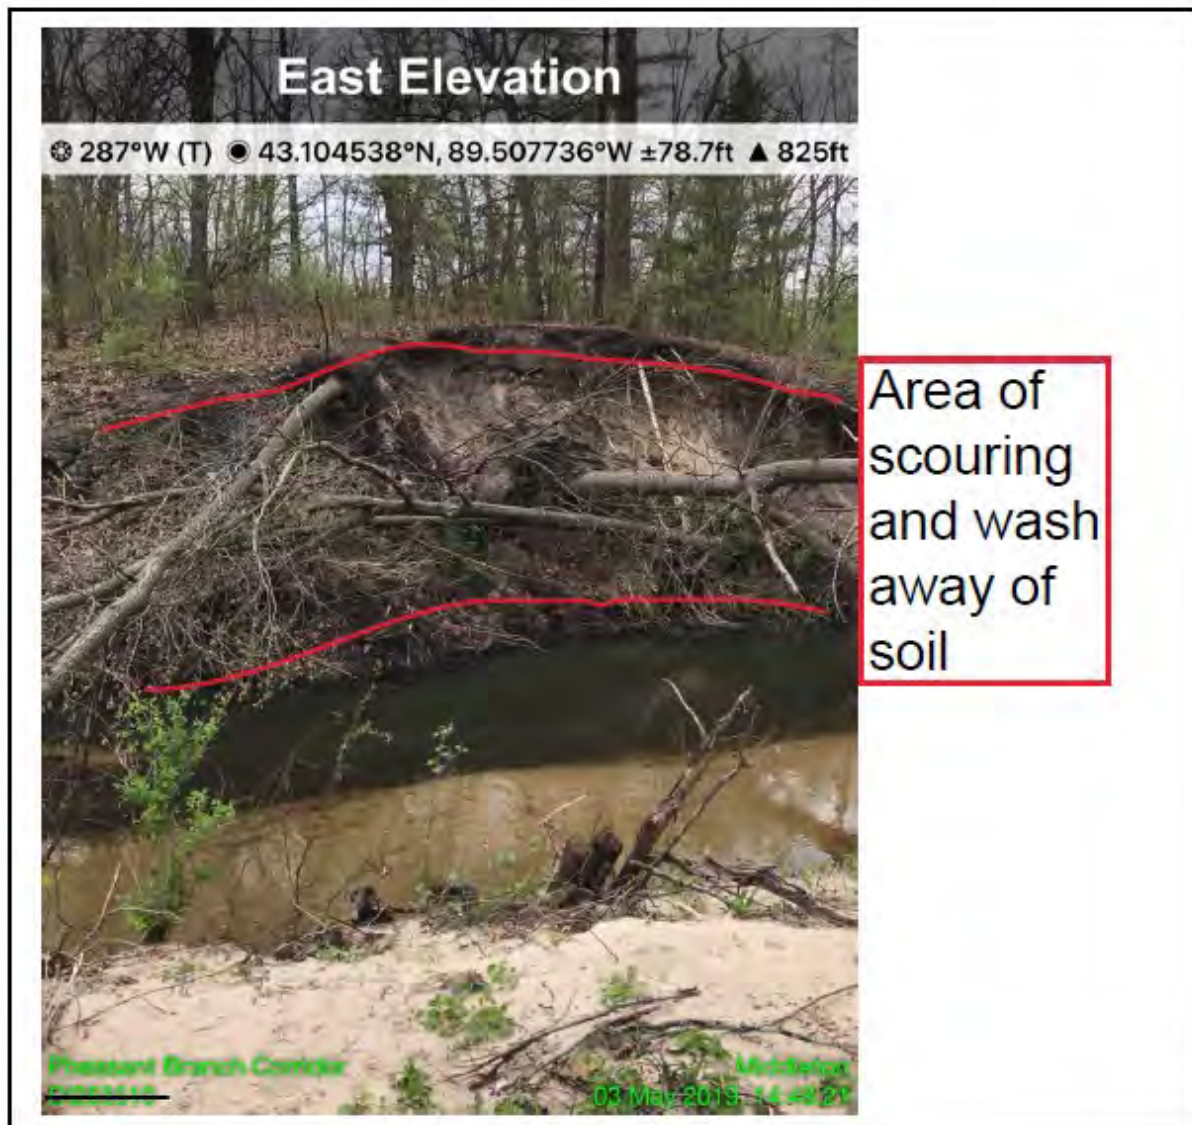 East Elevation
287°W (T) 43.104538°N, 89.507736°W ±78.7ft ▲ 825ft
Area of
scouring
and wash
away of
soil
Pheasant Branch Corridor
Middleton
03 May 2019, 14:48:21